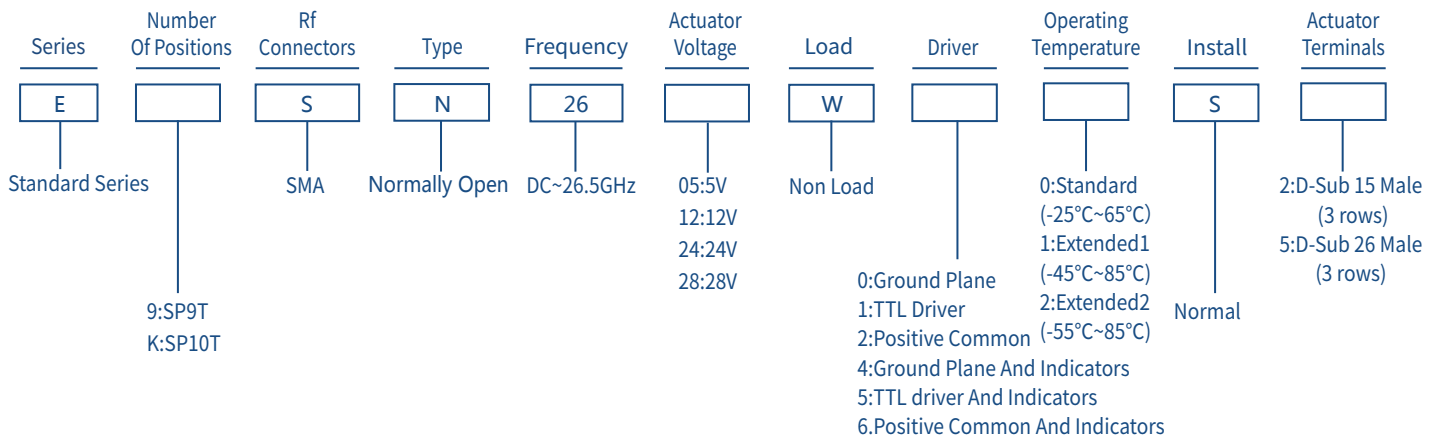 Series
Number
Of Positions
Rf
Connectors
Type
Frequency
Actuator
Voltage
Load
Driver
Operating
Temperature
Install
Actuator
Terminals
E
S
N
26
W
S
Standard Series
9:SP9T
K:SP10T
SMA
Normally Open
DC~26.5GHz
05:5V
12:12V
24:24V
28:28V
Non Load
0:Ground Plane
1:TTL Driver
2:Positive Common
4:Ground Plane And Indicators
5:TTL driver And Indicators
6.Positive Common And Indicators
0:Standard
(-25°C~65°C)
1:Extended1
(-45°C~85°C)
2:Extended2
(-55°C~85°C)
Normal
2:D-Sub 15 Male
(3 rows)
5:D-Sub 26 Male
(3 rows)